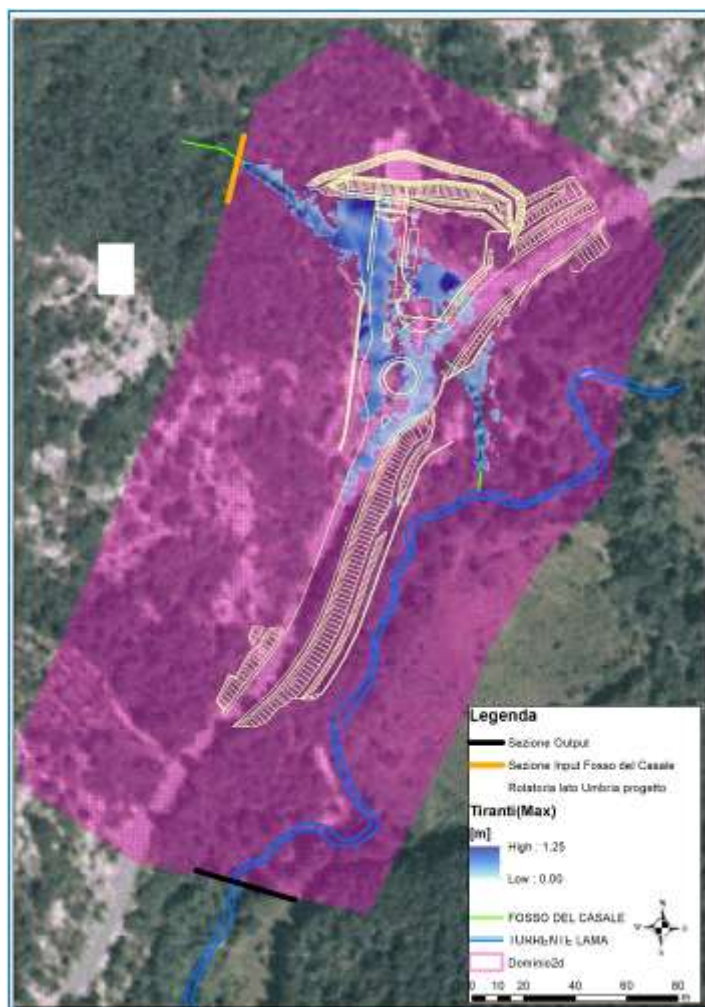 Legenda
Sezione Output
Sezione Input Fosso del Casale
Rotatoria lato Umbria progetto
Tiranti(Max)
[m]
High : 1.25
Low : 0.00
FOSSO DEL CASALE
TORRENTE LAMA
Dominio2d
N
S
0 10 20 40 60 80
m